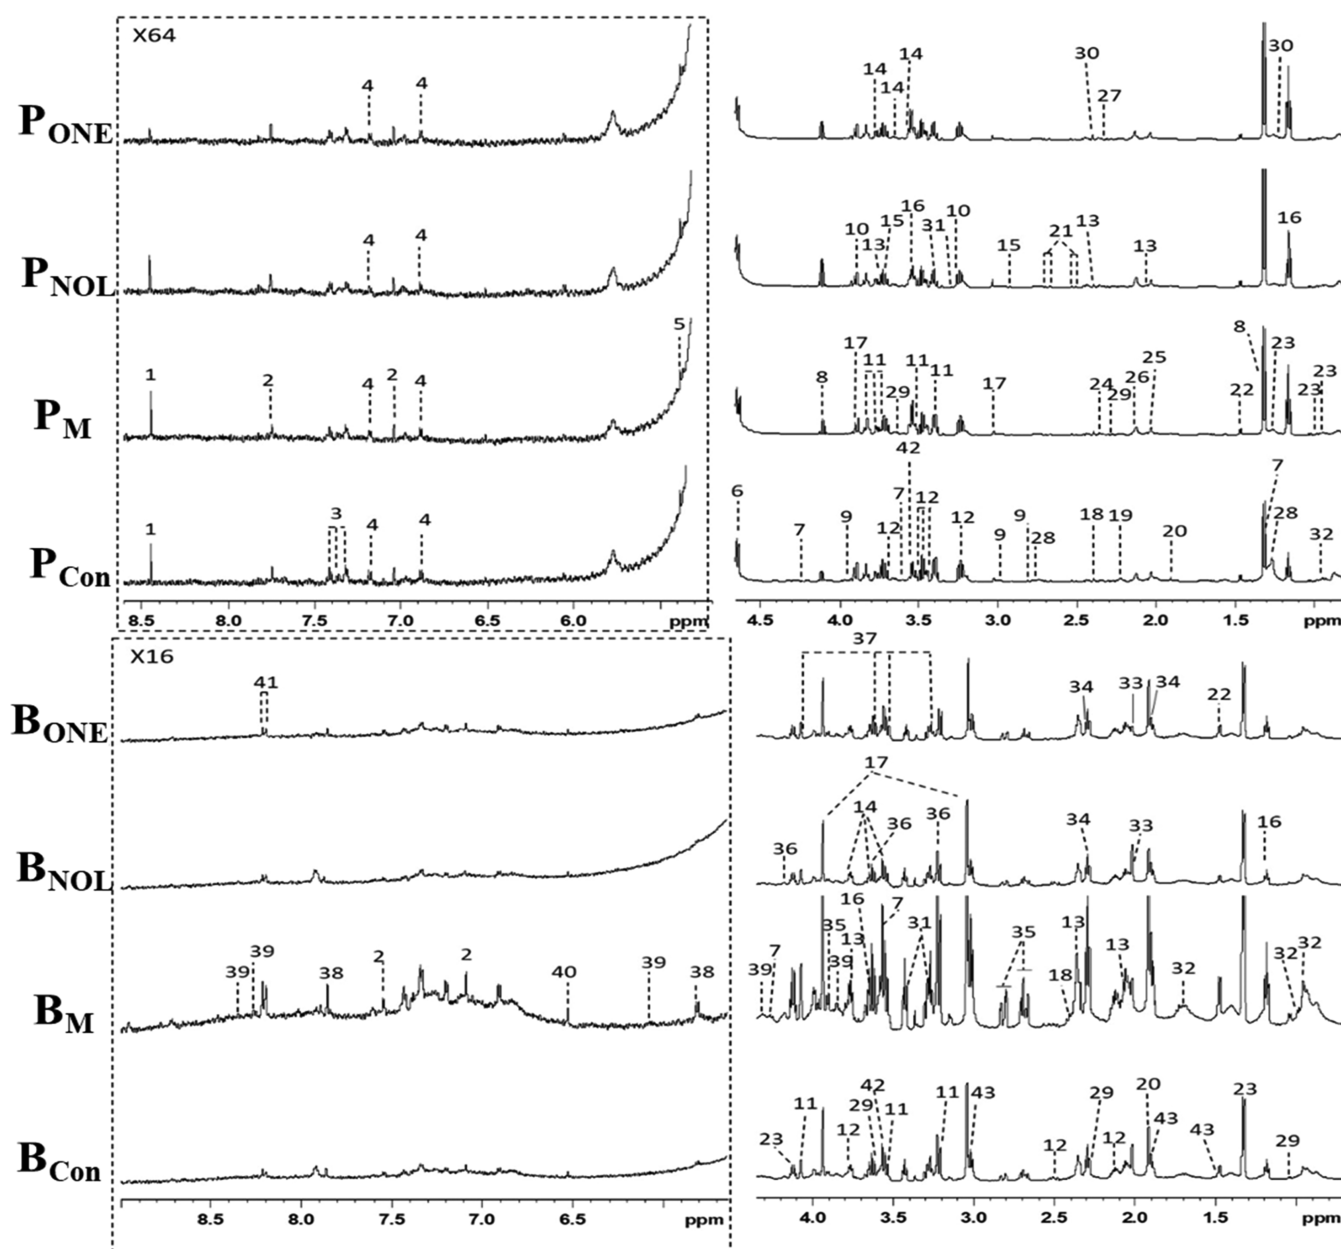 X64
4 4
P ONE
14 14 14 30 27 30
4 4
P NOL
10 13 15 16 31 10 15 21 13 13 16
1 2 4 2 4 5
P M
8 17 11 29 11 11 17 24 29 26 25 22 8 23 23 23
1 3 4 4
P Con
6 7 9 12 7 42 12 12 9 9 28 18 19 20 7 28 32
8.5 8.0 7.5 7.0 6.5 6.0 ppm
4.5 4.0 3.5 3.0 2.5 2.0 1.5 ppm
X16
41
B ONE
37 34 33 34 22
B NOL
36 17 14 36 36 34 33 16
39 39 38 2 2 40 39 38
B M
39 7 35 39 13 16 7 31 35 18 13 13 32 32 32
B Con
23 11 12 29 42 11 11 43 12 29 12 20 43 43 23 29
8.5 8.0 7.5 7.0 6.5 ppm
4.0 3.5 3.0 2.5 2.0 1.5 ppm